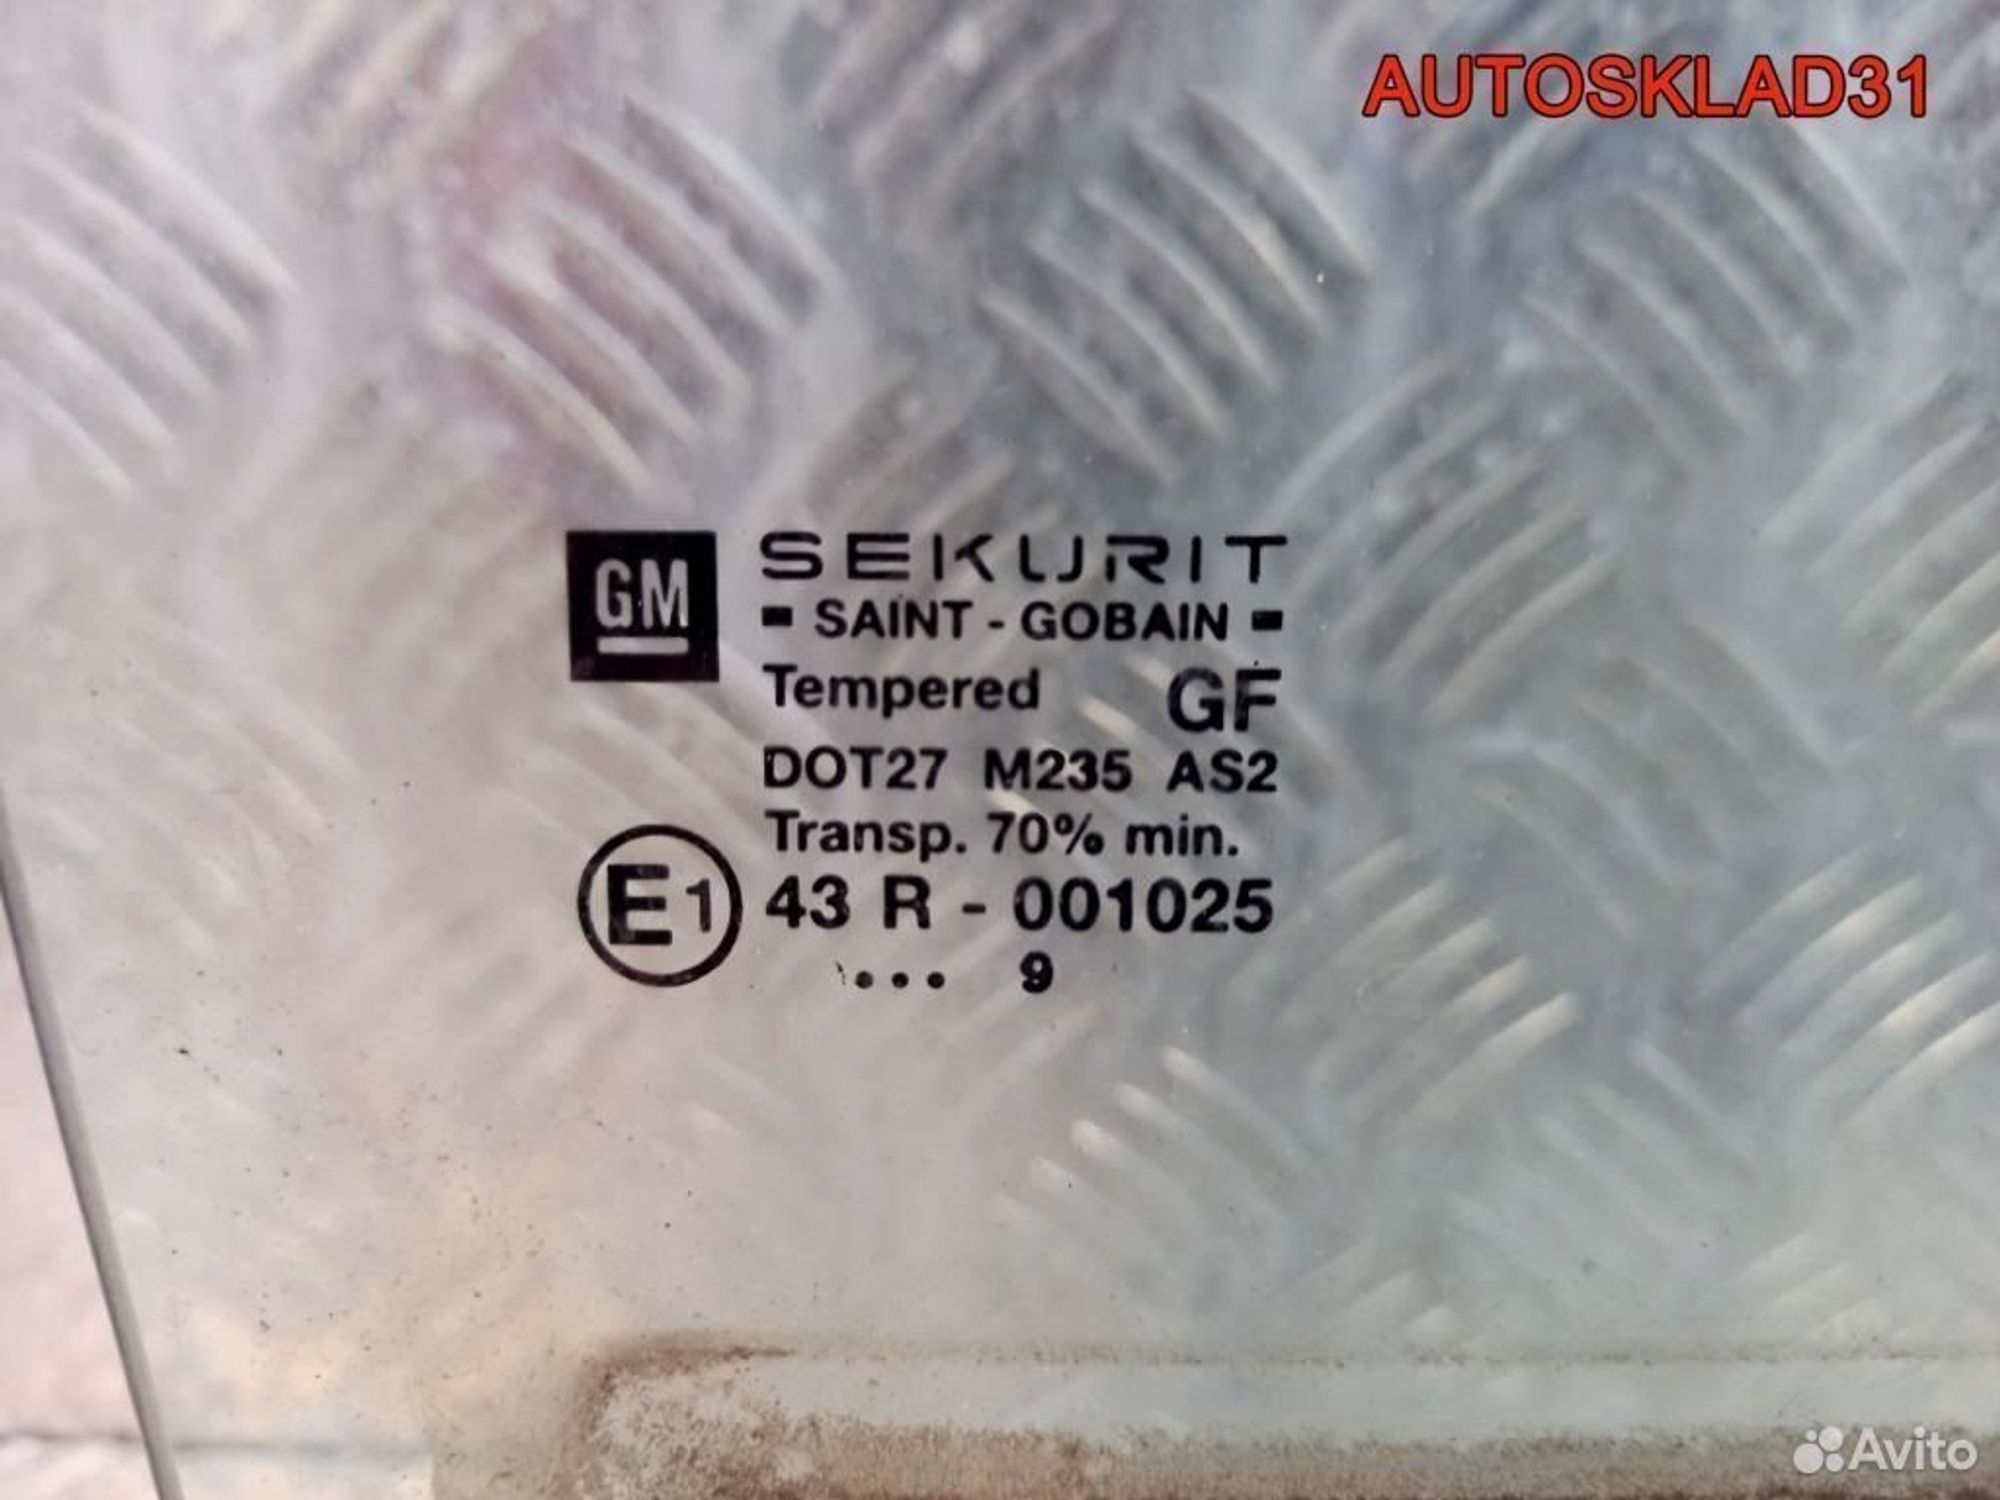 AUTOSKLAD31
GM
SEKURIT
- SAINT - GOBAIN -
Tempered GF
DOT27 M235 AS2
Transp. 70% min.
E1 43 R - 001025
... 9
Avito